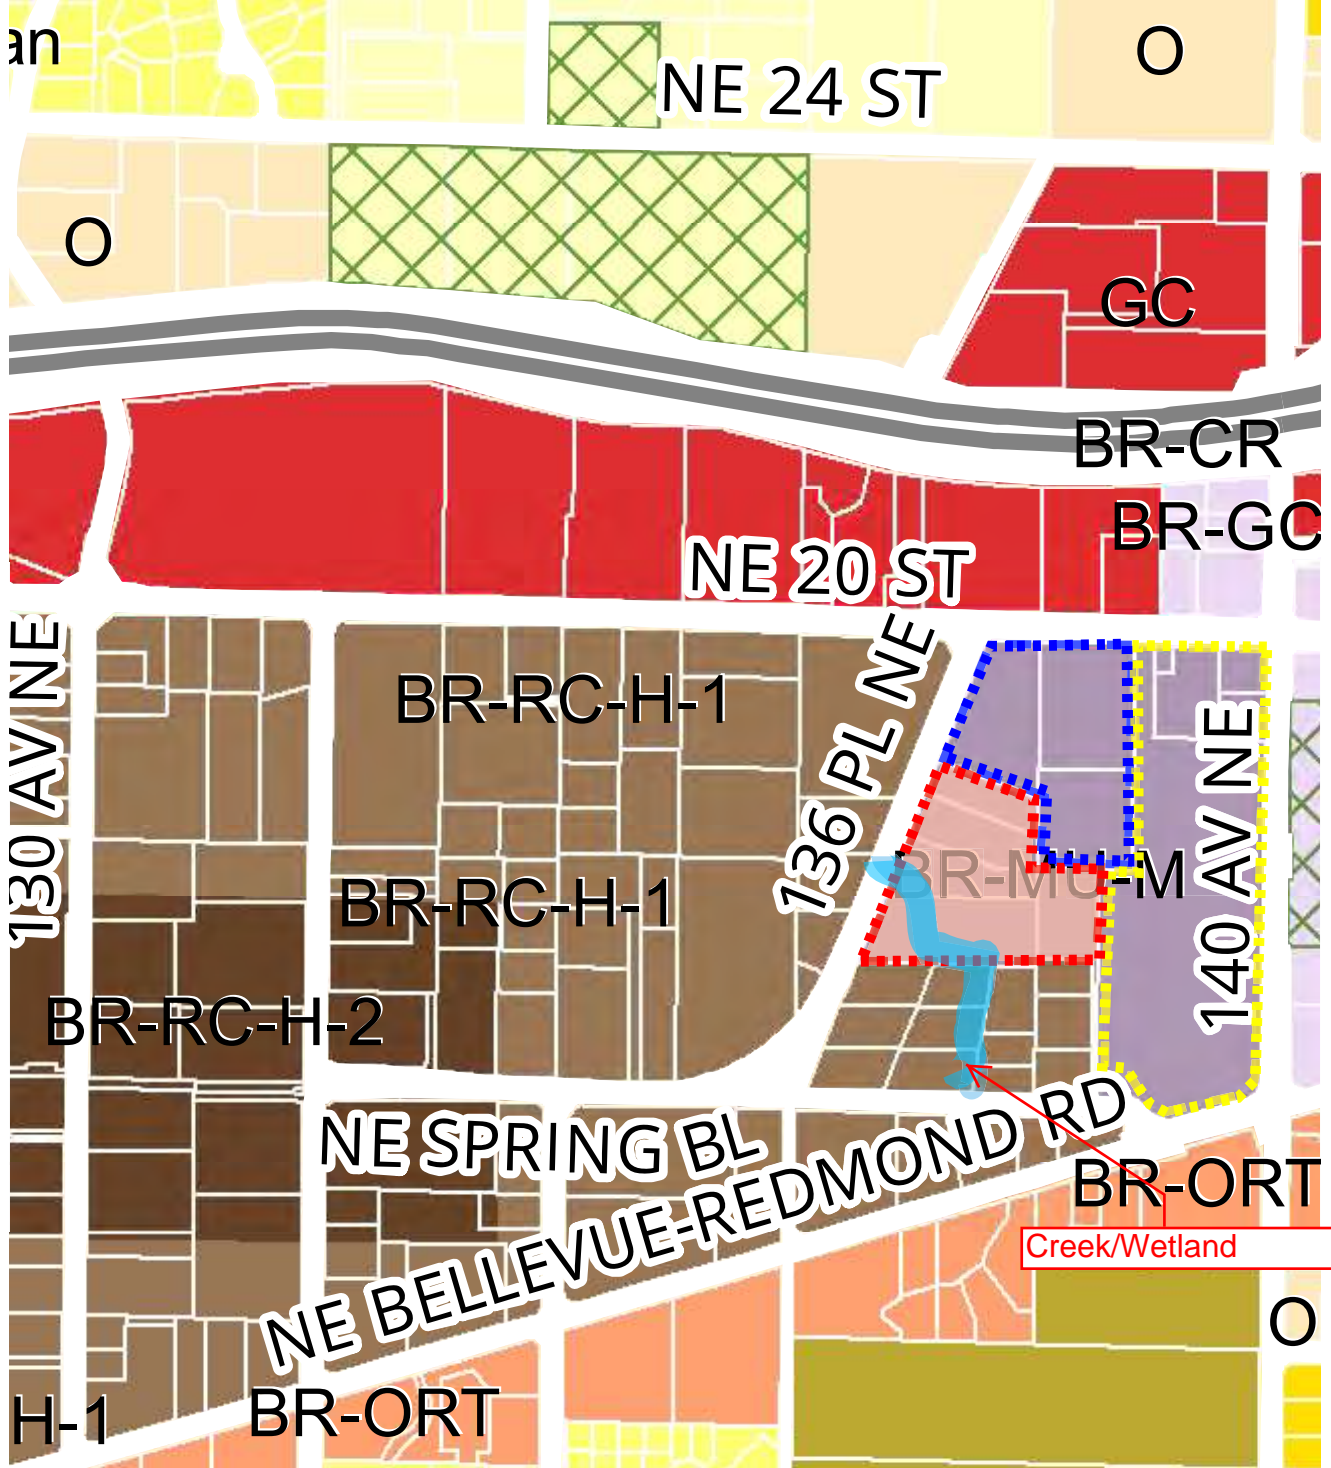 an
O
NE 24 ST
O
GC
BR-CR
BR-GC
NE 20 ST
130 AV NE
BR-RC-H-1
136 PL NE
140 AV NE
BR-MU-M
BR-RC-H-1
BR-RC-H-2
NE SPRING BL
NE BELLEVUE-REDMOND RD
BR-ORT
Creek/Wetland
O
H-1
BR-ORT